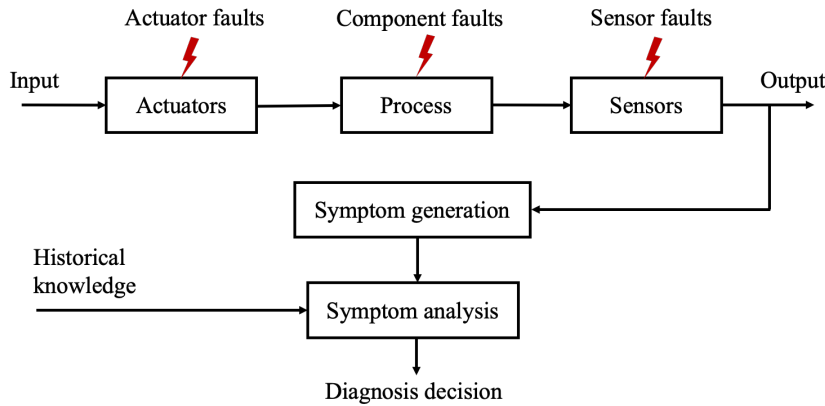 Actuator faults
Component faults
Sensor faults
Input
Actuators
Process
Sensors
Output
Symptom generation
Historical
knowledge
Symptom analysis
Diagnosis decision